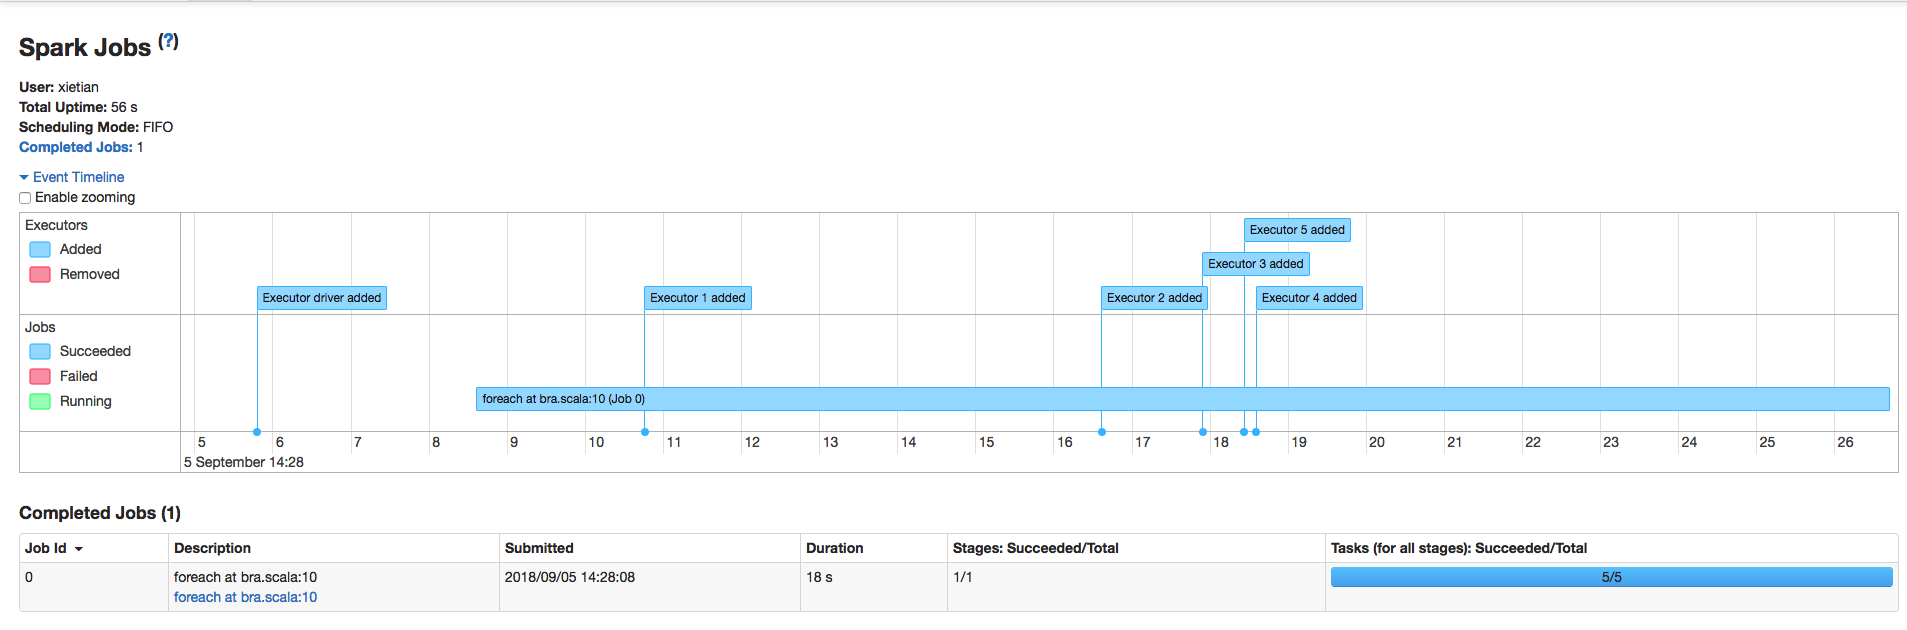 Spark Jobs (?)
User: xietian
Total Uptime: 56 s
Scheduling Mode: FIFO
Completed Jobs: 1
Event Timeline
Enable zooming
Executors
Added
Removed
Executor 5 added
Executor 3 added
Executor driver added
Executor 1 added
Executor 2 added
Executor 4 added
Jobs
Succeeded
Failed
Running
foreach at bra.scala:10 (Job 0)
5 6 7 8 9 10 11 12 13 14 15 16 17 18 19 20 21 22 23 24 25 26
5 September 14:28
Completed Jobs (1)
Job Id Description Submitted Duration Stages: Succeeded/Total Tasks (for all stages): Succeeded/Total
0 foreach at bra.scala:10 2018/09/05 14:28:08 18 s 1/1 5/5
foreach at bra.scala:10